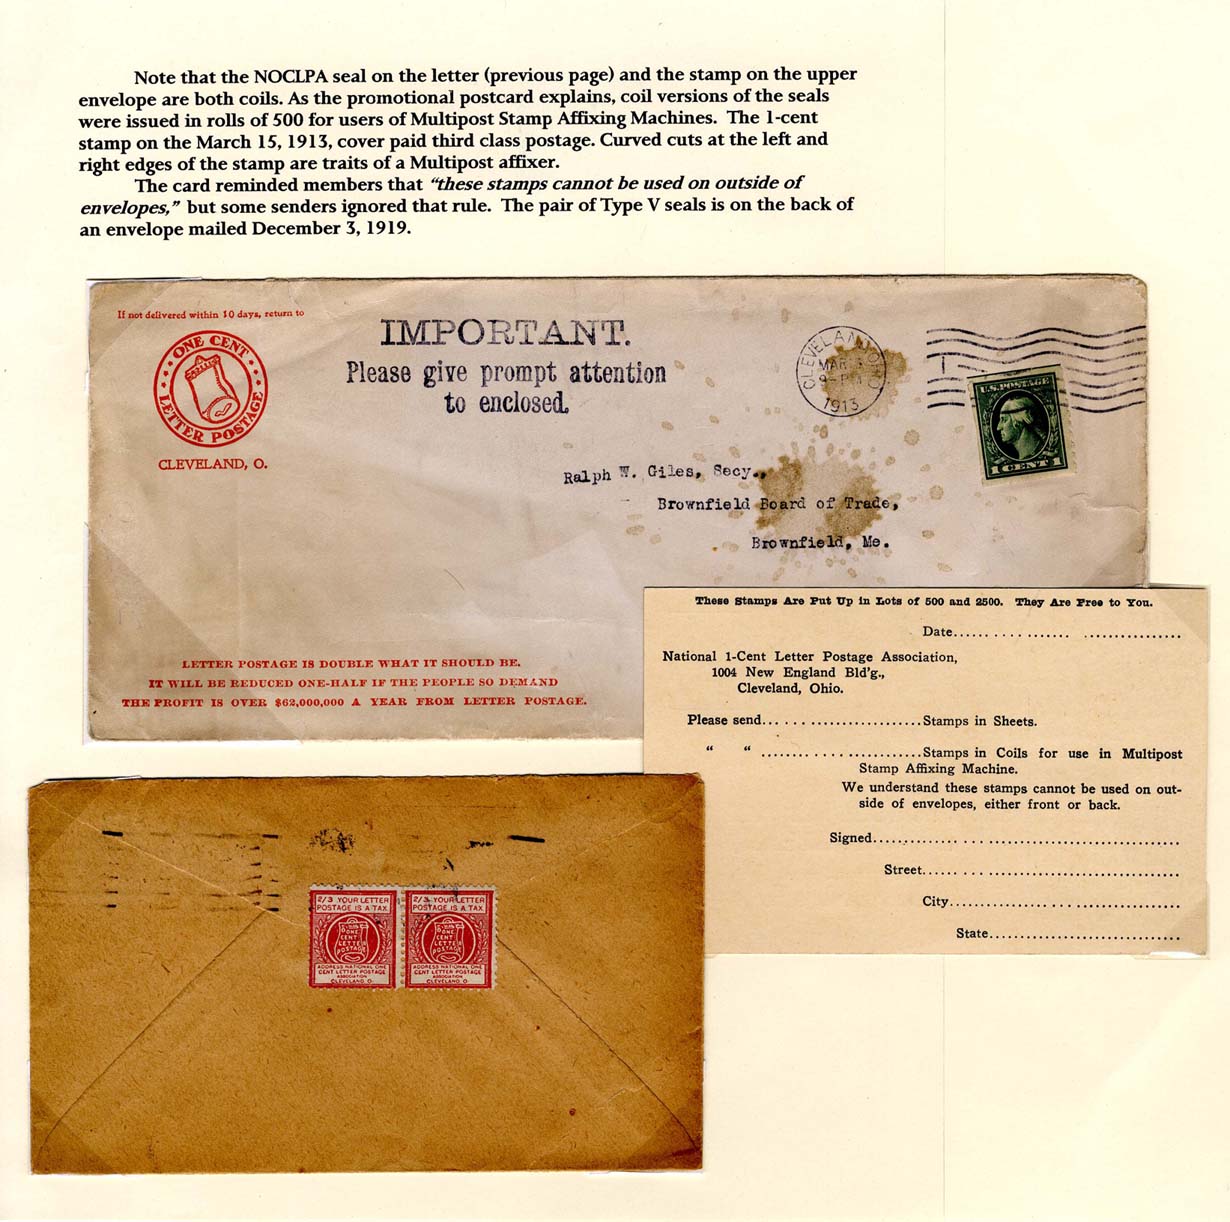 Note that the NOCLPA seal on the letter (previous page) and the stamp on the upper
envelope are both coils. As the promotional postcard explains, coil versions of the seals
were issued in rolls of 500 for users of Multipost Stamp Affixing Machines. The 1-cent
stamp on the March 15, 1913, cover paid third class postage. Curved cuts at the left and
right edges of the stamp are traits of a Multipost affixer.
The card reminded members that "these stamps cannot be used on outside of
envelopes," but some senders ignored that rule. The pair of Type V seals is on the back of
an envelope mailed December 3, 1919.
If not delivered within 10 days, return to
ONE CENT
LETTER POSTAGE
CLEVELAND, O.
IMPORTANT.
Please give prompt attention
to enclosed.
CLEVELAND, OHIO
MAR
1913
U.S. POSTAGE
1 CENT 1
Ralph W. Giles, Secy.,
Brownfield Board of Trade,
Brownfield, Me.
LETTER POSTAGE IS DOUBLE WHAT IT SHOULD BE.
IT WILL BE REDUCED ONE-HALF IF THE PEOPLE SO DEMAND
THE PROFIT IS OVER $62,000,000 A YEAR FROM LETTER POSTAGE.
These Stamps Are Put Up in Lots of 500 and 2500. They Are Free to You.
Date
National 1-Cent Letter Postage Association,
1004 New England Bld'g.,
Cleveland, Ohio.
Please send Stamps in Sheets.
" " Stamps in Coils for use in Multipost
Stamp Affixing Machine.
We understand these stamps cannot be used on out-
side of envelopes, either front or back.
Signed
Street
City
State
2/3 YOUR LETTER
POSTAGE IS A TAX
ONE
CENT
LETTER
POSTAGE
ADDRESS NATIONAL ONE
CENT LETTER POSTAGE
ASSOCIATION
CLEVELAND O
2/3 YOUR LETTER
POSTAGE IS A TAX
ONE
CENT
LETTER
POSTAGE
ADDRESS NATIONAL ONE
CENT LETTER POSTAGE
ASSOCIATION
CLEVELAND O